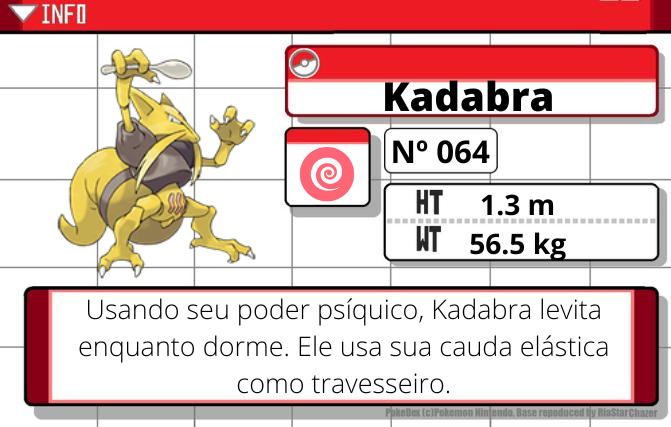 INFO
Kadabra
Nº 064
HT 1.3 m
WT 56.5 kg
Usando seu poder psíquico, Kadabra levita
enquanto dorme. Ele usa sua cauda elástica
como travesseiro.
PokeDex (c)Pokemon Nintendo. Base repoduced by RiaStarChazer